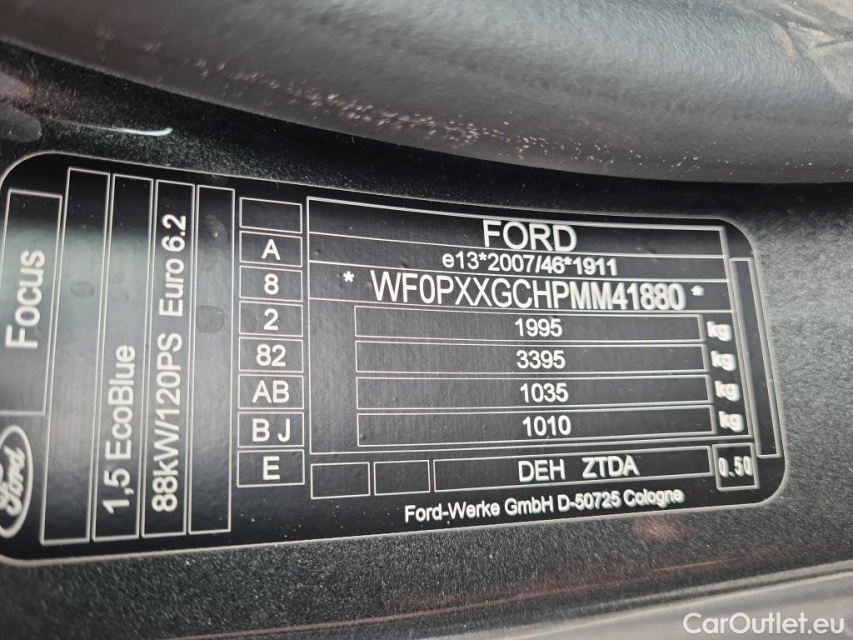 FORD
e13*2007/46*1911
* WF0PXXGCHPMM41880 *
1995 kg
3395 kg
1035 kg
1010 kg
DEH ZTDA
0.50
Ford-Werke GmbH D-50725 Cologne
A
8
2
82
AB
B J
E
Focus
1,5 EcoBlue
88kW/120PS Euro 6.2
Ford
CarOutlet.eu